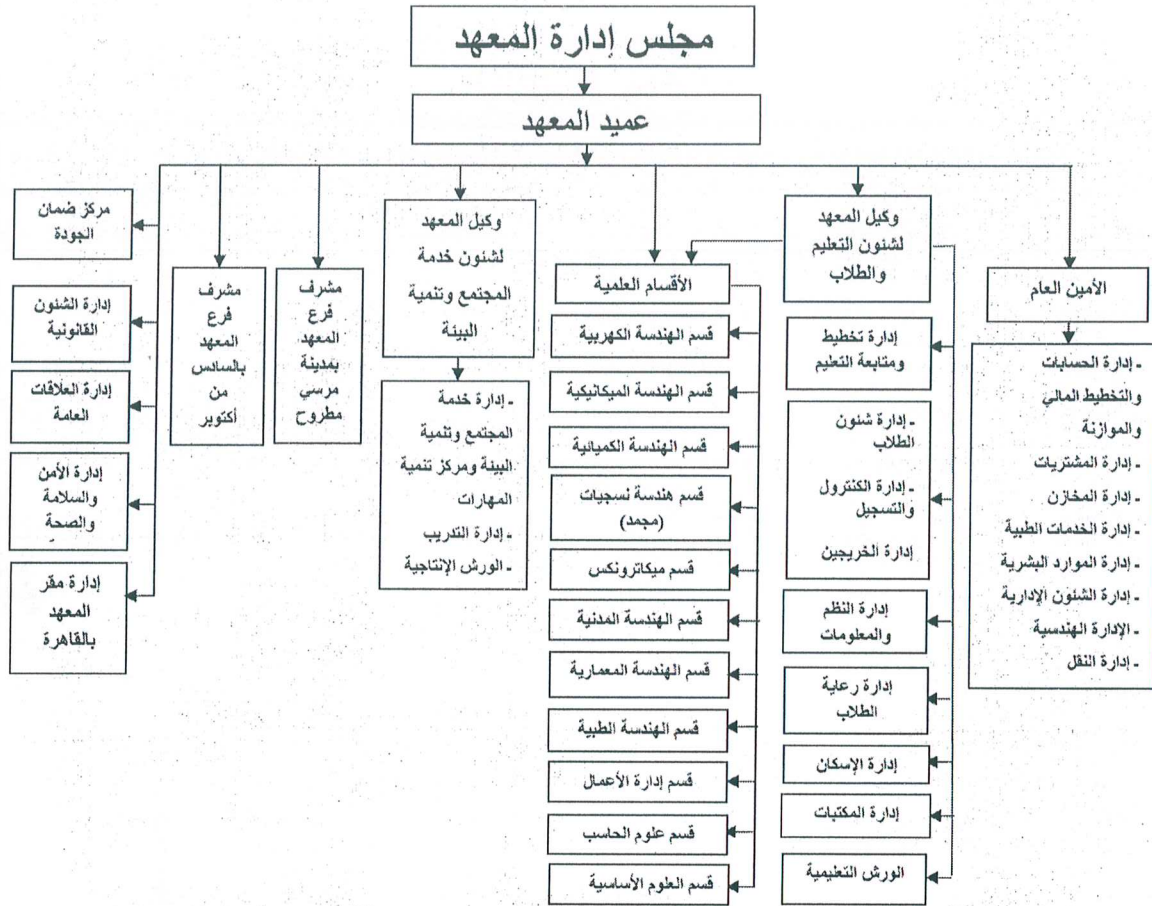 مجلس إدارة المعهد
عميد المعهد
الأمين العام
ـ إدارة الحسابات
والتخطيط المالي
والموازنة
ـ إدارة المشتريات
ـ إدارة المخازن
ـ إدارة الخدمات الطبية
ـ إدارة الموارد البشرية
ـ إدارة الشئون الإدارية
ـ الإدارة الهندسية
ـ إدارة النقل
وكيل المعهد
لشئون التعليم
والطلاب
إدارة تخطيط
ومتابعة التعليم
ـ إدارة شئون
الطلاب
ـ إدارة الكنترول
والتسجيل
إدارة الخريجين
إدارة النظم
والمعلومات
إدارة رعاية
الطلاب
إدارة الإسكان
إدارة المكتبات
الورش التعليمية
الأقسام العلمية
قسم الهندسة الكهربية
قسم الهندسة الميكانيكية
قسم الهندسة الكميائية
قسم هندسة نسجيات
(مجمد)
قسم ميكاترونكس
قسم الهندسة المدنية
قسم الهندسة المعمارية
قسم الهندسة الطبية
قسم إدارة الأعمال
قسم علوم الحاسب
قسم العلوم الأساسية
وكيل المعهد
لشئون خدمة
المجتمع وتنمية
البيئة
ـ إدارة خدمة
المجتمع وتنمية
البيئة ومركز تنمية
المهارات
ـ إدارة التدريب
ـ الورش الإنتاجية
مشرف
فرع
المعهد
بمدينة
مرسي
مطروح
مشرف
فرع
المعهد
بالسادس
من
أكتوبر
مركز ضمان
الجودة
إدارة الشئون
القانونية
إدارة العلاقات
العامة
إدارة الأمن
والسلامة
والصحة
إدارة مقر
المعهد
بالقاهرة